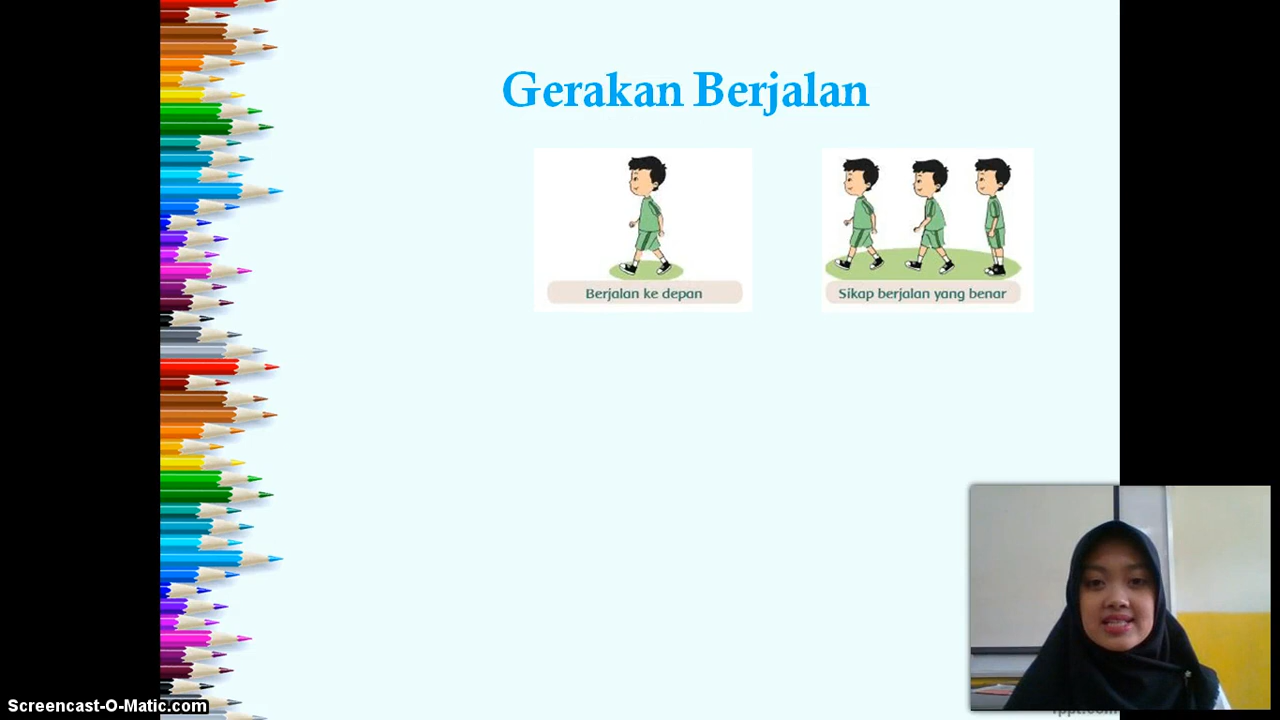 Gerakan Berjalan
Berjalan ke depan
Sikap berjalan yang benar
Screencast-O-Matic.com